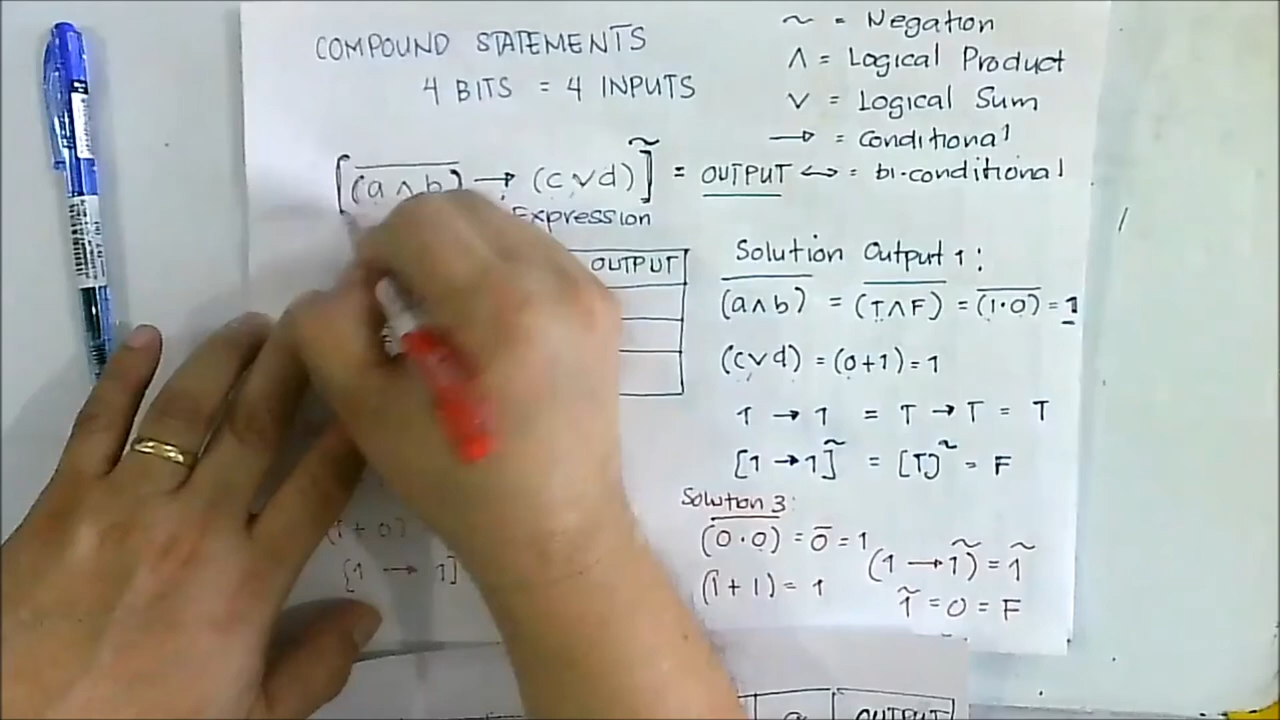 COMPOUND STATEMENTS
4 BITS = 4 INPUTS
~ = Negation
∧ = Logical Product
∨ = Logical Sum
→ = Conditional
↔ = bi-conditional
[(a∧b)̅ → (c∨d)]~ = OUTPUT
Expression
OUTPUT
Solution Output 1:
(a∧b)̅ = (T∧F)̅ = (1·0)̅ = 1
(c∨d) = (0+1) = 1
1 → 1 = T → T = T
[1 → 1]~ = [T]~ = F
Solution 3:
(0·0)̅ = 0̅ = 1
(1+1) = 1
(1 → 1)~ = 1~
1~ = 0 = F
(1 + 0)
[1 → 1]
OUTPUT